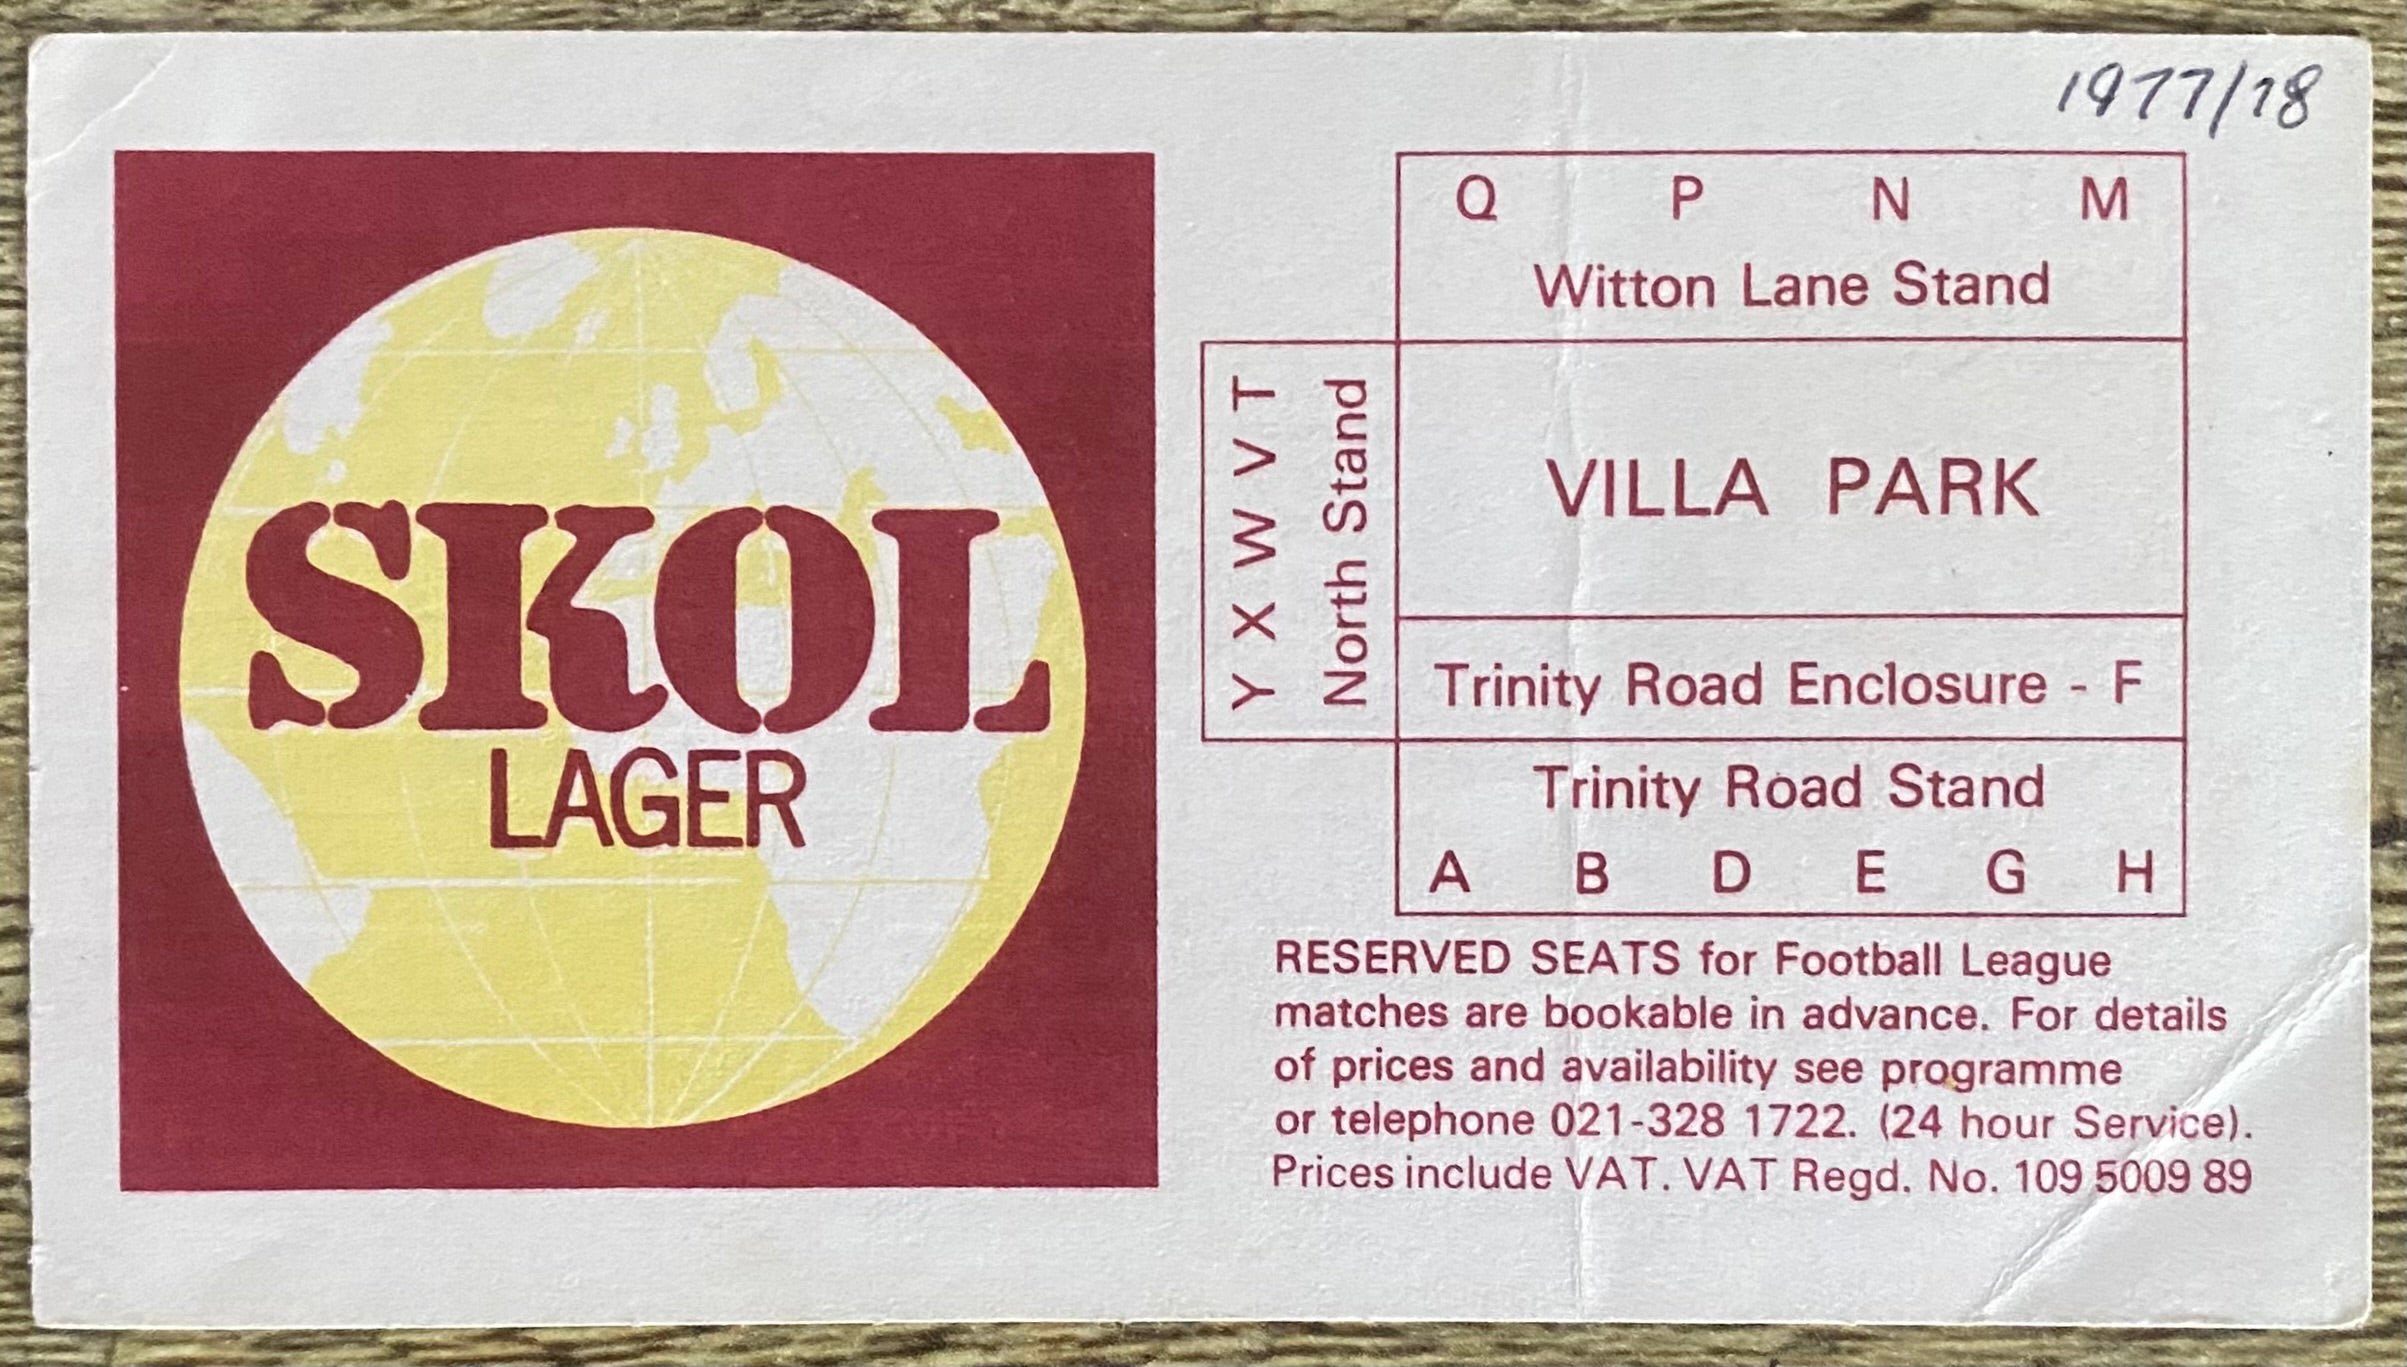 1977/78
SKOL
LAGER
Q P N M
Witton Lane Stand
Y X W V T
North Stand
VILLA PARK
Trinity Road Enclosure - F
Trinity Road Stand
A B D E G H
RESERVED SEATS for Football League
matches are bookable in advance. For details
of prices and availability see programme
or telephone 021-328 1722. (24 hour Service).
Prices include VAT. VAT Regd. No. 109 5009 89